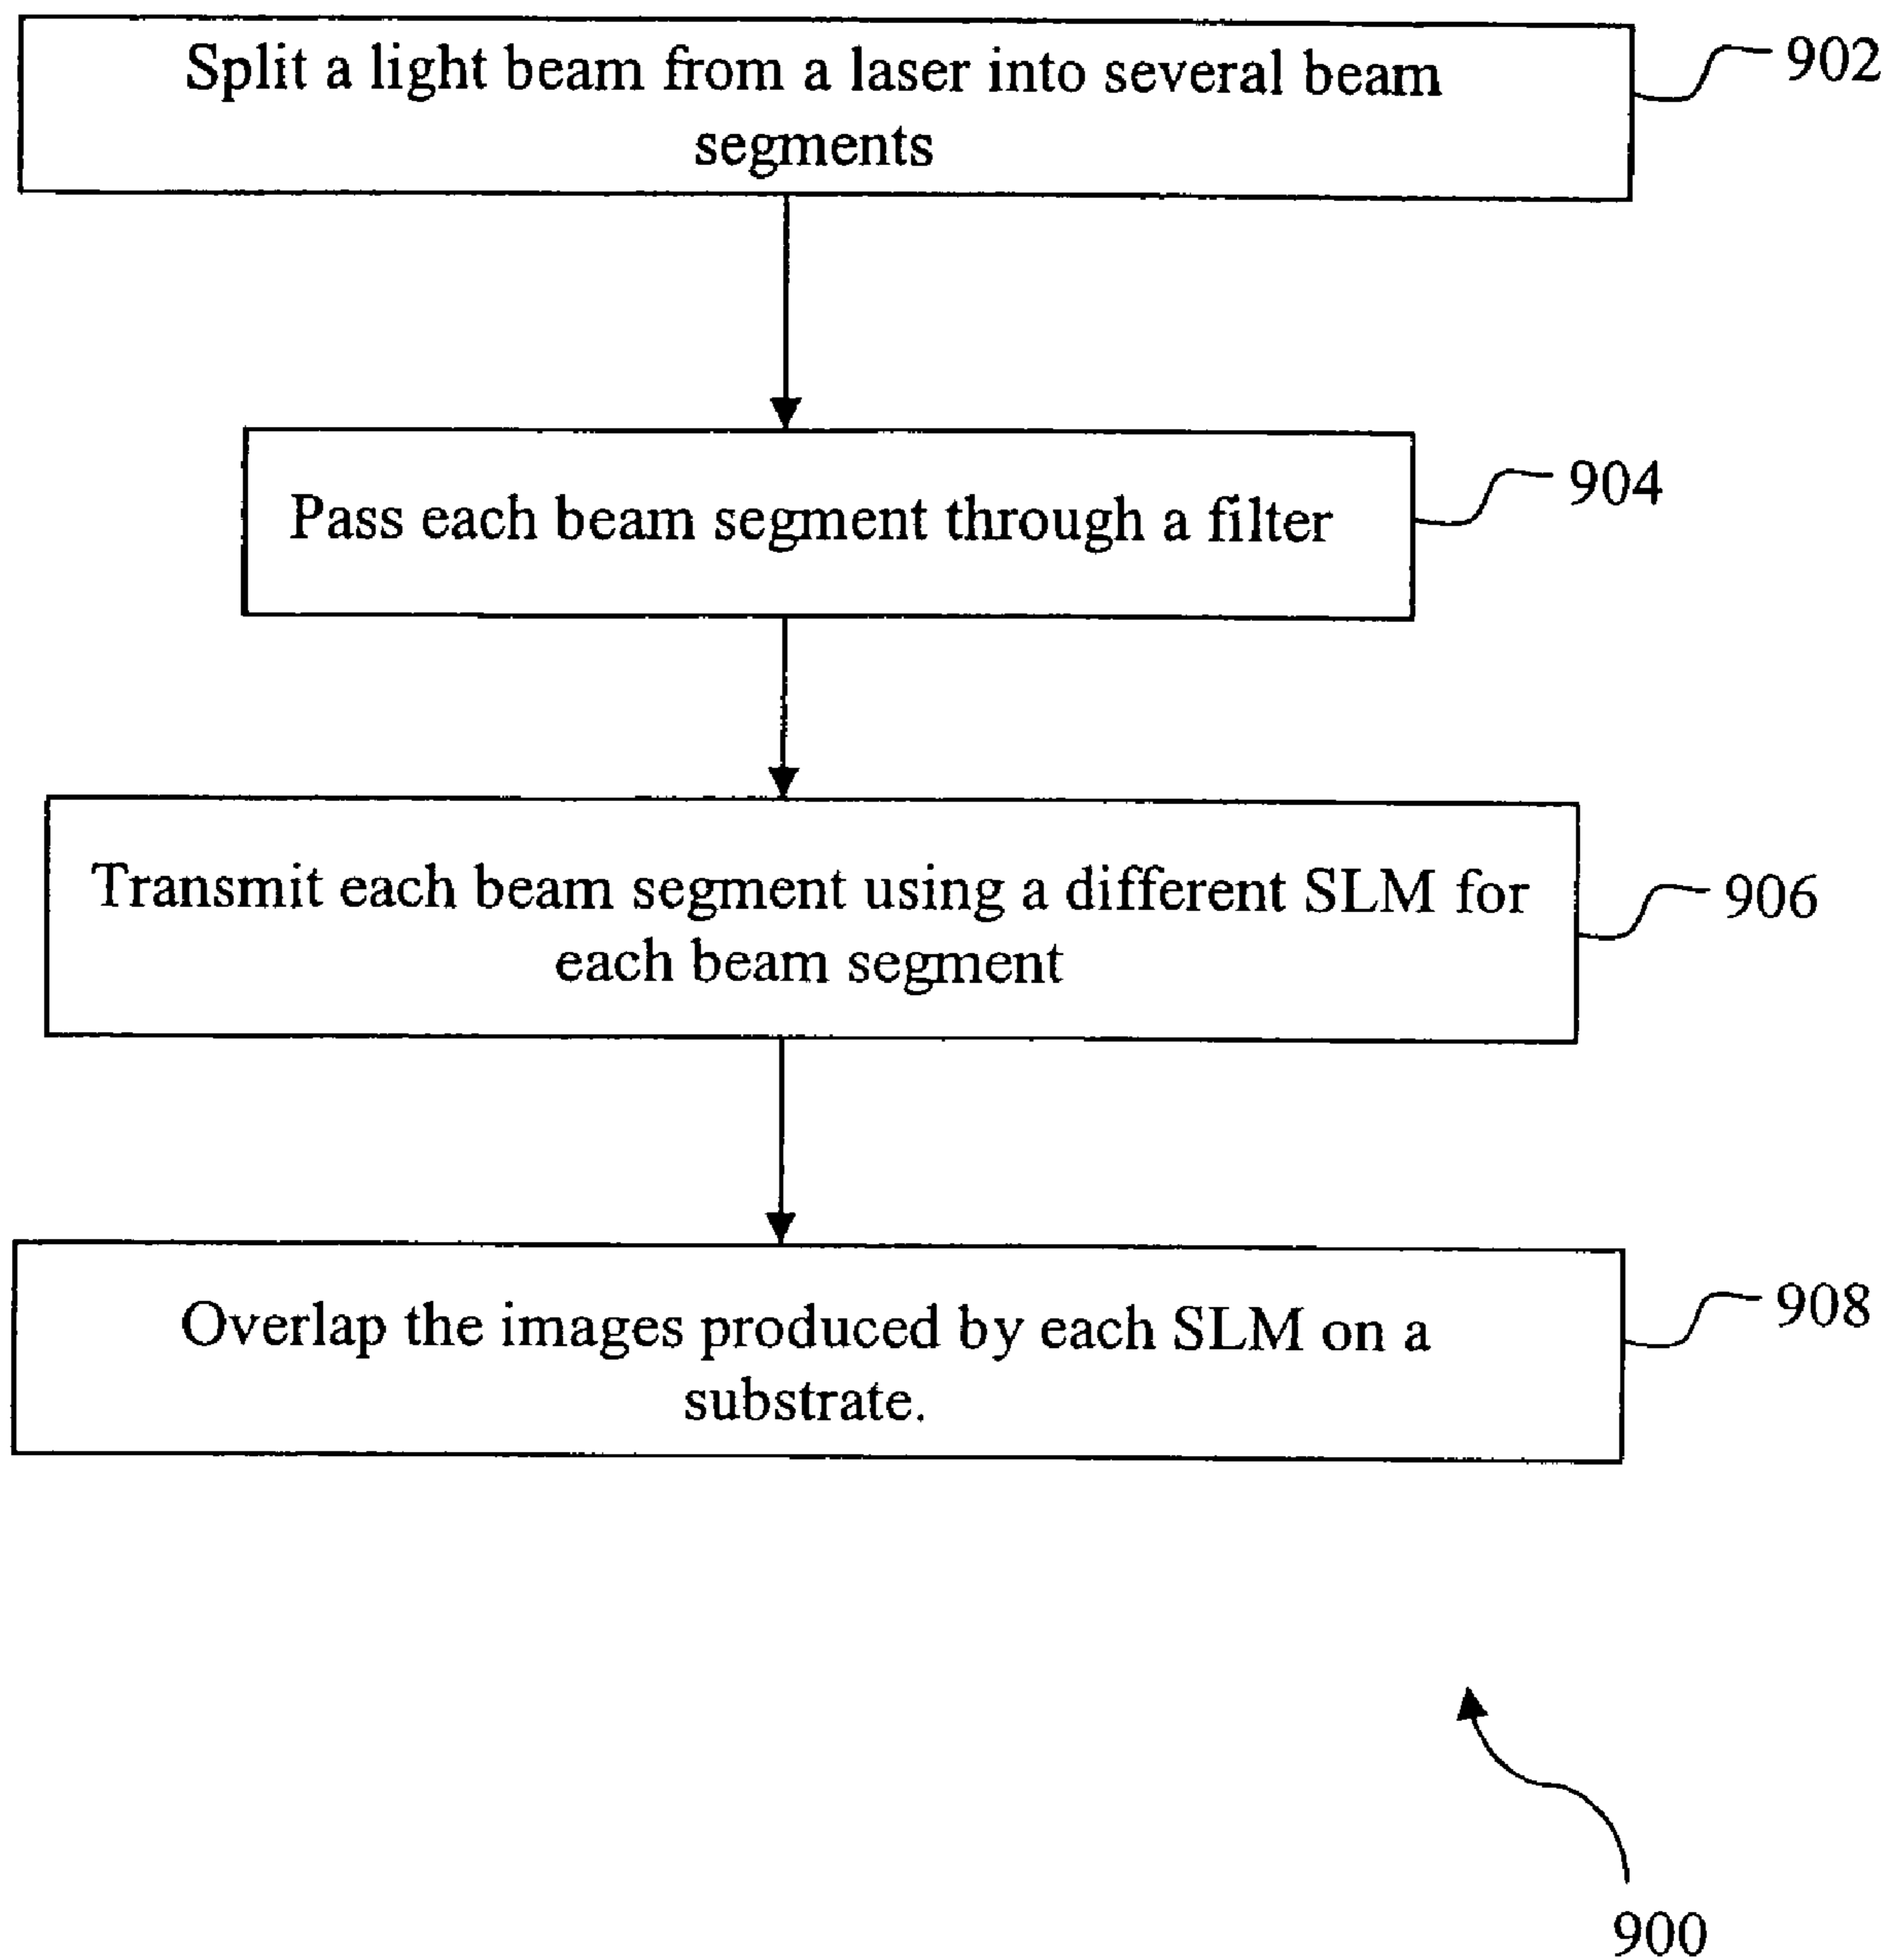 Split a light beam from a laser into several beam
segments
902
Pass each beam segment through a filter
904
Transmit each beam segment using a different SLM for
each beam segment
906
Overlap the images produced by each SLM on a
substrate.
908
900